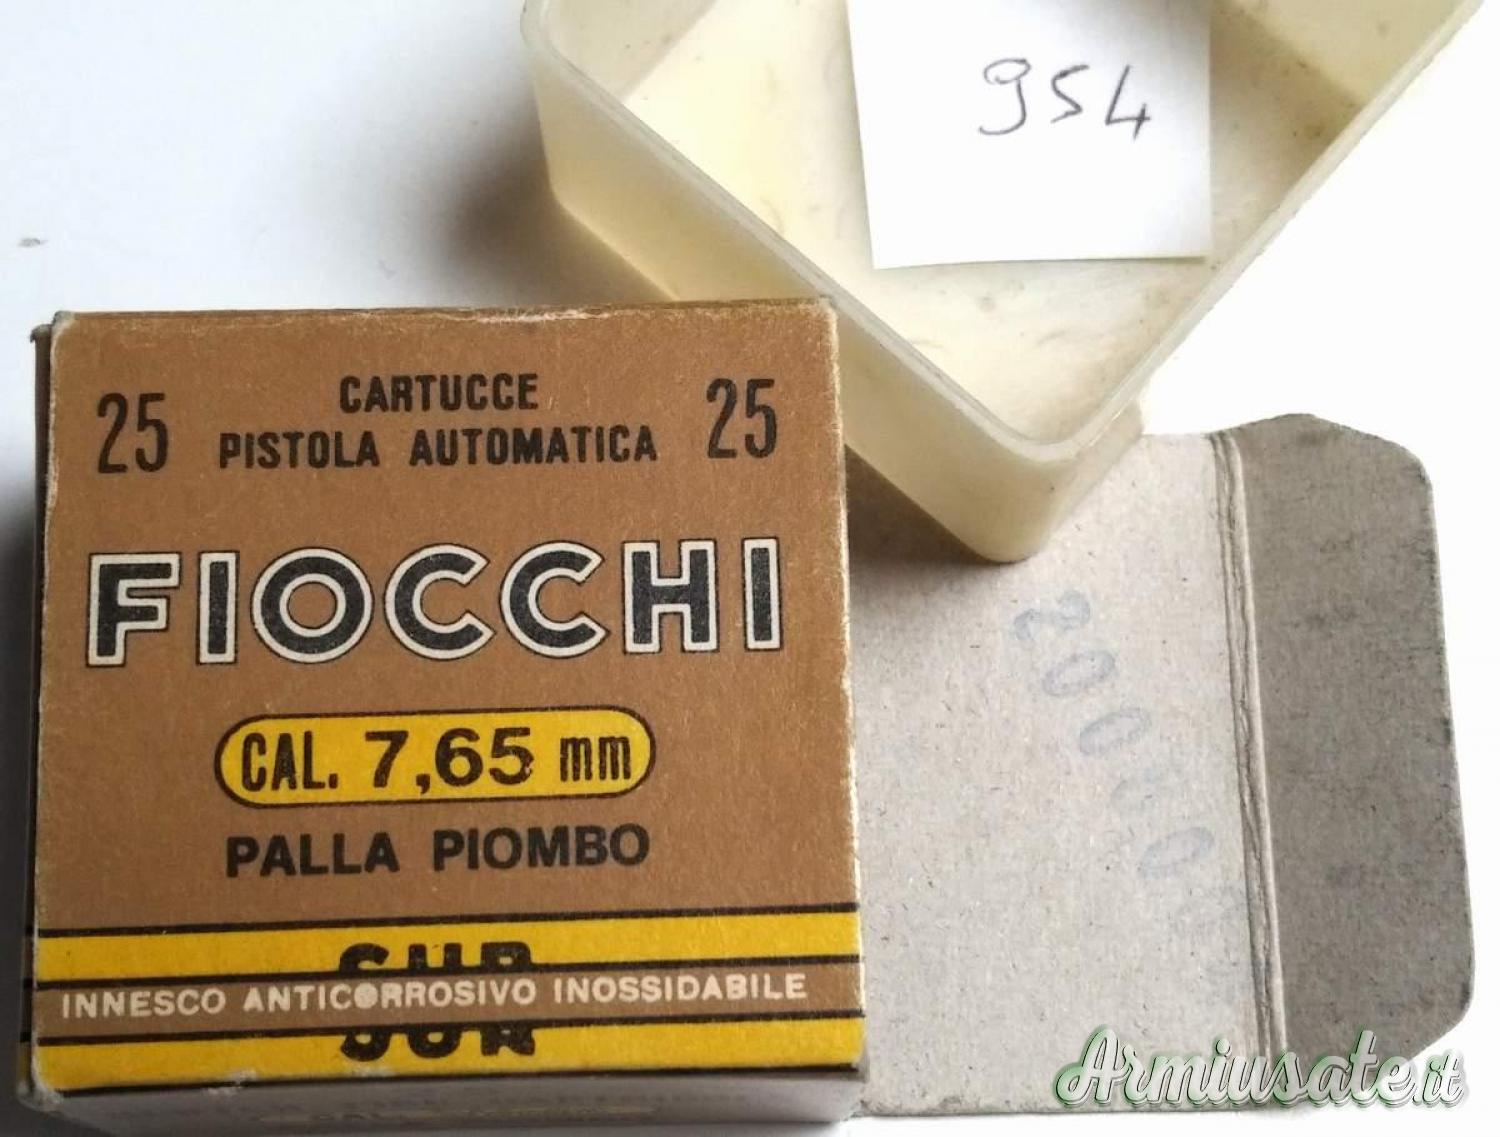 954
25 CARTUCCE 25
PISTOLA AUTOMATICA
FIOCCHI
CAL. 7,65 mm
PALLA PIOMBO
INNESCO ANTICORROSIVO INOSSIDABILE
Armiusate.it